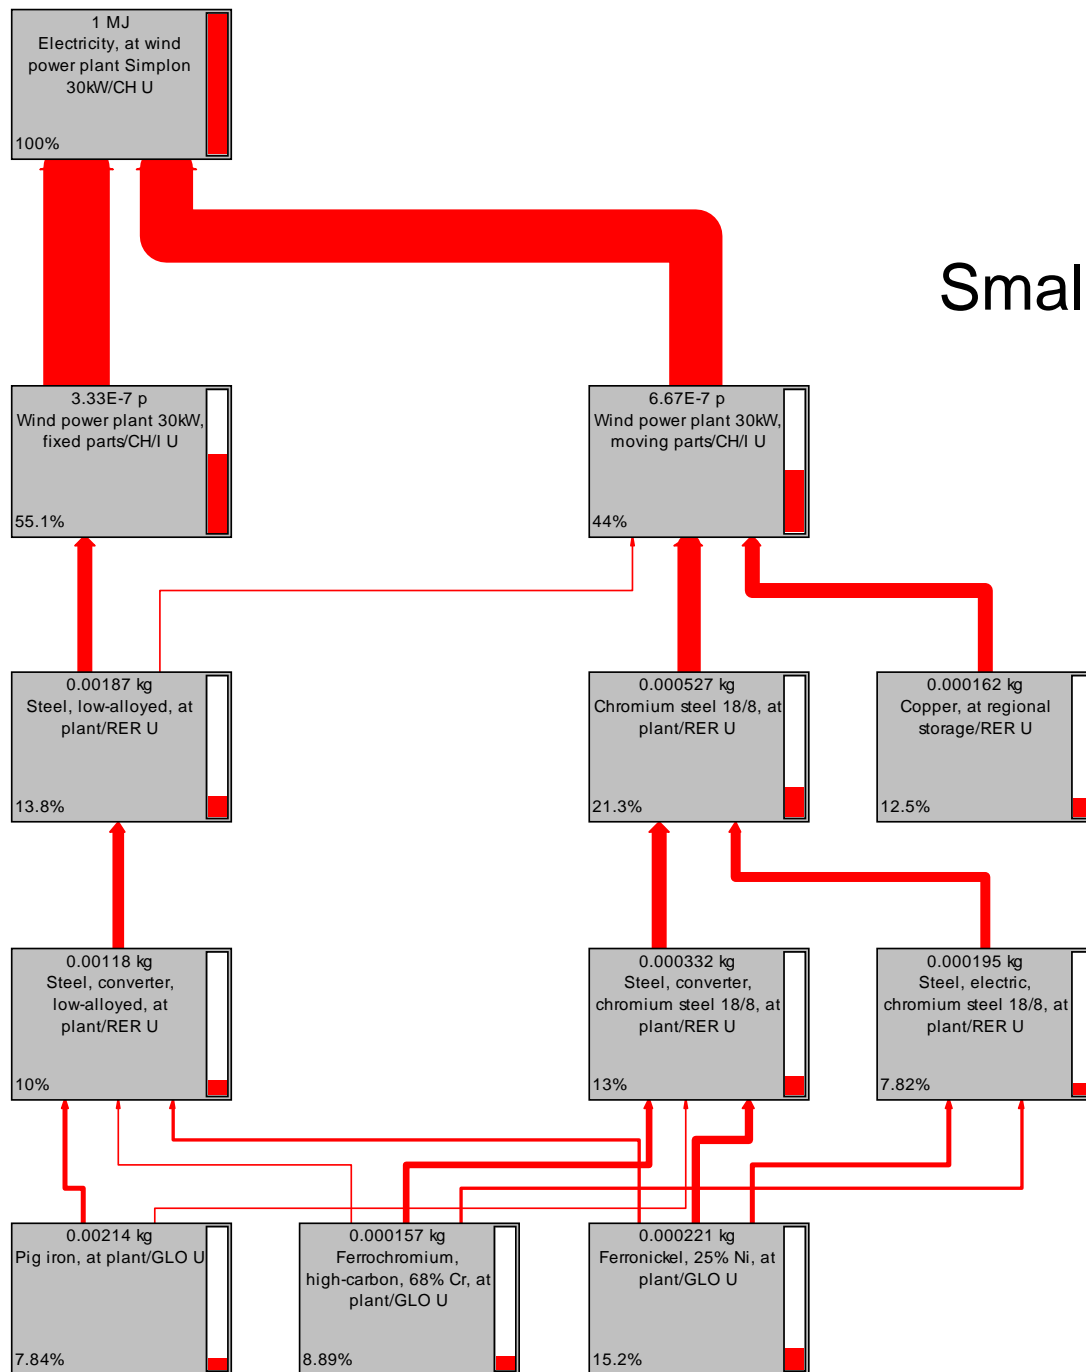 1 MJ
Electricity, at wind
power plant Simplon
30kW/CH U
100%
Smal
3.33E-7 p
Wind power plant 30kW,
fixed parts/CH/I U
55.1%
6.67E-7 p
Wind power plant 30kW,
moving parts/CH/I U
44%
0.00187 kg
Steel, low-alloyed, at
plant/RER U
13.8%
0.000527 kg
Chromium steel 18/8, at
plant/RER U
21.3%
0.000162 kg
Copper, at regional
storage/RER U
12.5%
0.00118 kg
Steel, converter,
low-alloyed, at
plant/RER U
10%
0.000332 kg
Steel, converter,
chromium steel 18/8, at
plant/RER U
13%
0.000195 kg
Steel, electric,
chromium steel 18/8, at
plant/RER U
7.82%
0.00214 kg
Pig iron, at plant/GLO U
7.84%
0.000157 kg
Ferrochromium,
high-carbon, 68% Cr, at
plant/GLO U
8.89%
0.000221 kg
Ferronickel, 25% Ni, at
plant/GLO U
15.2%